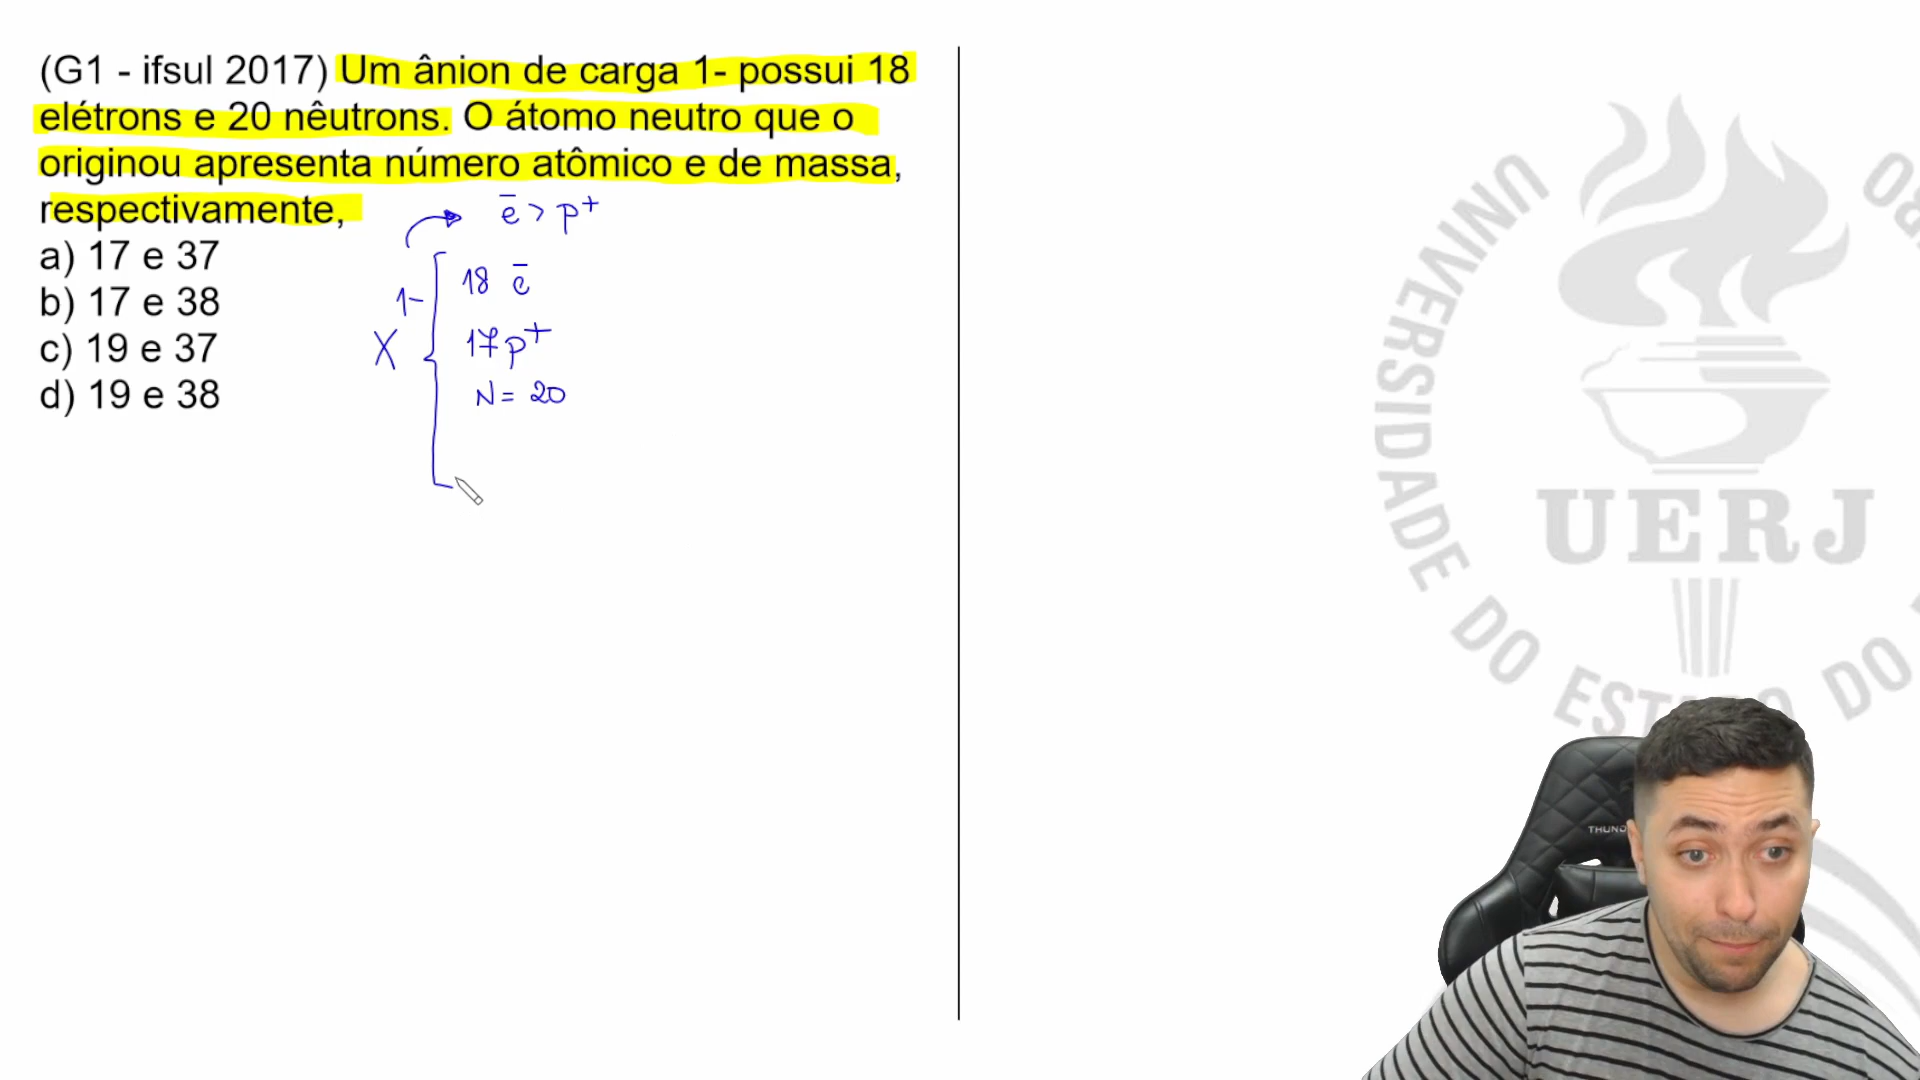 (G1 - ifsul 2017) Um ânion de carga 1- possui 18
elétrons e 20 nêutrons. O átomo neutro que o
originou apresenta número atômico e de massa,
respectivamente,
a) 17 e 37
b) 17 e 38
c) 19 e 37
d) 19 e 38
e̅ > p⁺
X¹⁻
18 e̅
17 p⁺
N = 20
UNIVERSIDADE DO
DO
UERJ
THUND